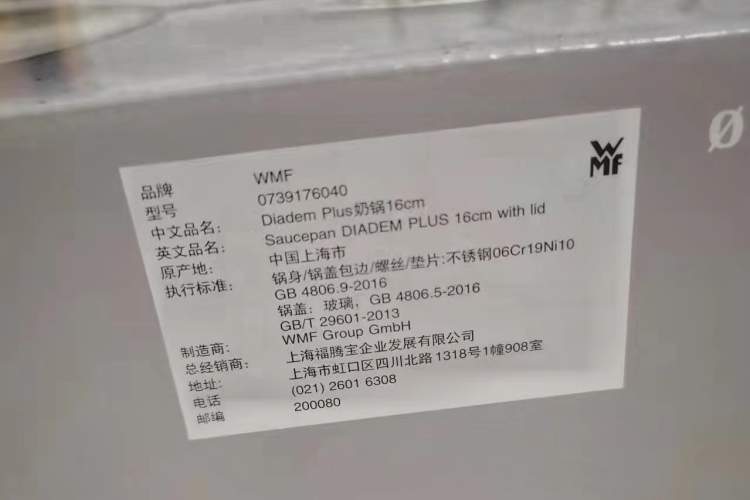 品牌 WMF
型号 0739176040
中文品名： Diadem Plus奶锅16cm
英文品名： Saucepan DIADEM PLUS 16cm with lid
原产地： 中国上海市
执行标准： 锅身/锅盖包边/螺丝/垫片：不锈钢06Cr19Ni10
GB 4806.9-2016
锅盖：玻璃，GB 4806.5-2016
GB/T 29601-2013
制造商： WMF Group GmbH
总经销商： 上海福腾宝企业发展有限公司
地址： 上海市虹口区四川北路1318号1幢908室
电话 (021) 2601 6308
邮编 200080
WMF
Ø